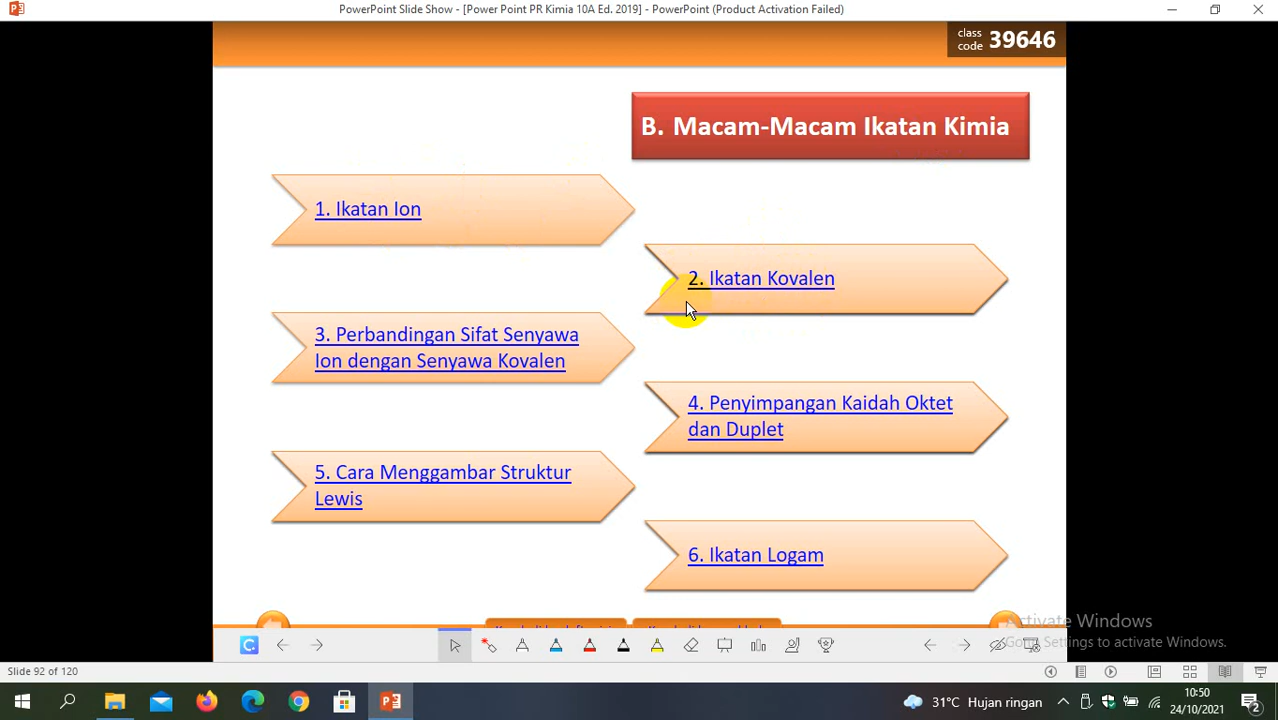 PowerPoint Slide Show - [Power Point PR Kimia 10A Ed. 2019] - PowerPoint (Product Activation Failed)
class code 39646
B. Macam-Macam Ikatan Kimia
1. Ikatan Ion
2. Ikatan Kovalen
3. Perbandingan Sifat Senyawa
Ion dengan Senyawa Kovalen
4. Penyimpangan Kaidah Oktet
dan Duplet
5. Cara Menggambar Struktur
Lewis
6. Ikatan Logam
Activate Windows
Go to Settings to activate Windows.
Slide 92 of 120
31°C Hujan ringan
10:50
24/10/2021
2